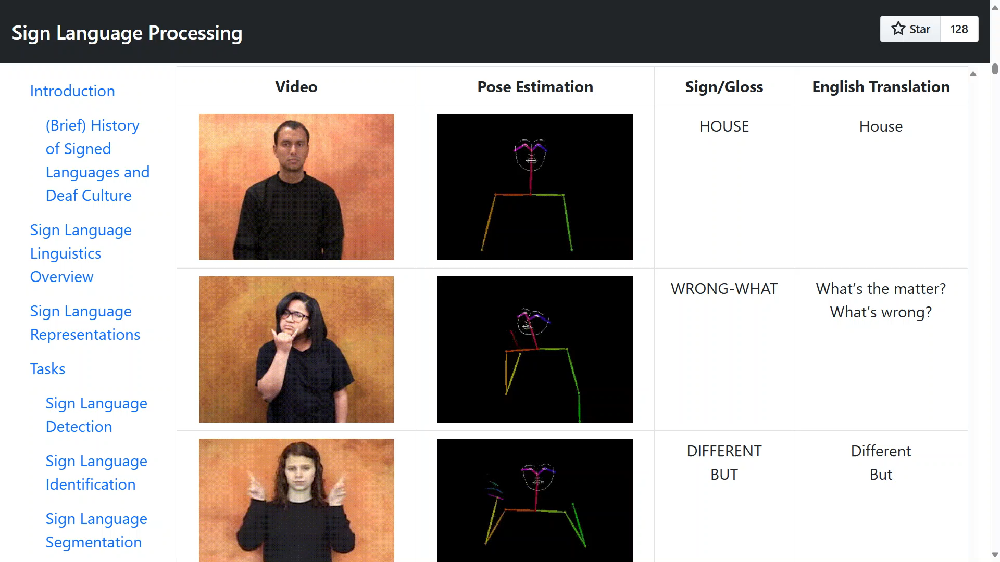 Sign Language Processing
Star
128
Introduction
(Brief) History
of Signed
Languages and
Deaf Culture
Sign Language
Linguistics
Overview
Sign Language
Representations
Tasks
Sign Language
Detection
Sign Language
Identification
Sign Language
Segmentation
Video
Pose Estimation
Sign/Gloss
English Translation
HOUSE
House
WRONG-WHAT
What’s the matter?
What’s wrong?
DIFFERENT
BUT
Different
But